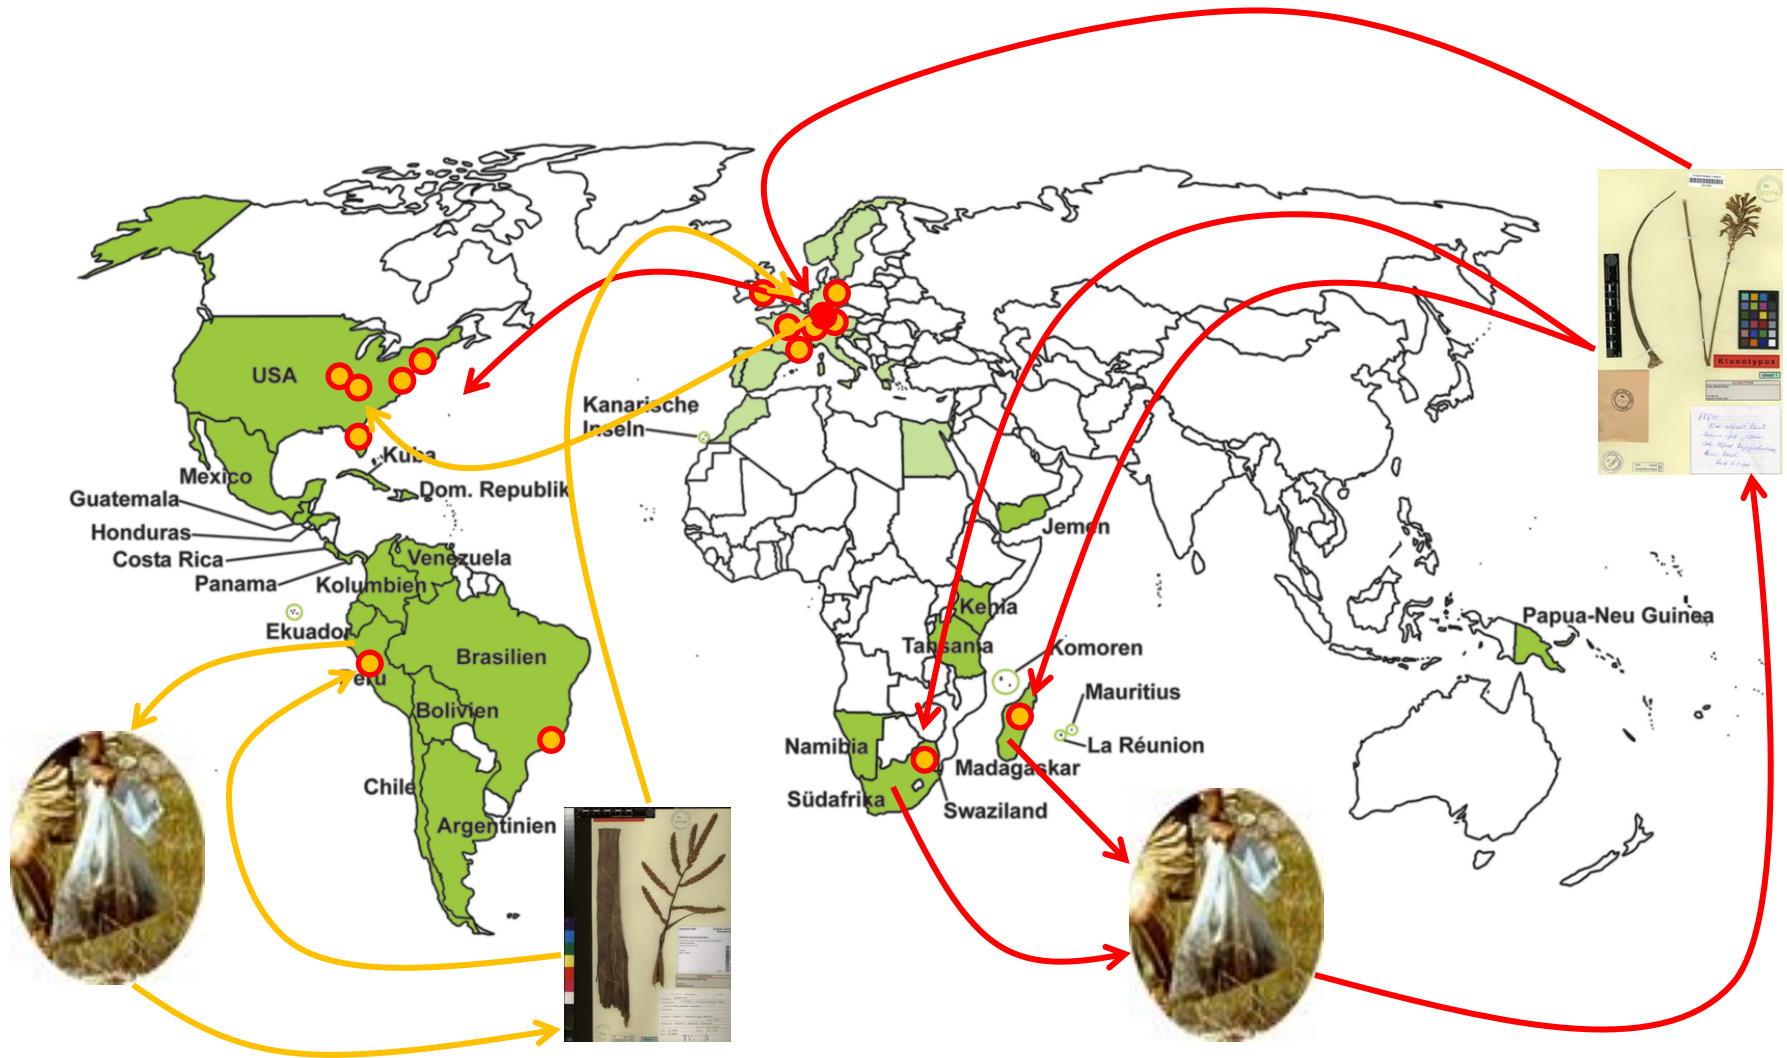 USA
Kanarische
Inseln
Kuba
Mexico
Dom. Republik
Guatemala
Honduras
Jemen
Costa Rica
Venezuela
Panama
Kolumbien
Kenia
Papua-Neu Guinea
Ekuador
Tansania
Komoren
Brasilien
Peru
Mauritius
Bolivien
Namibia
La Réunion
Madagaskar
Chile
Südafrika
Swaziland
Argentinien
Klonotypus